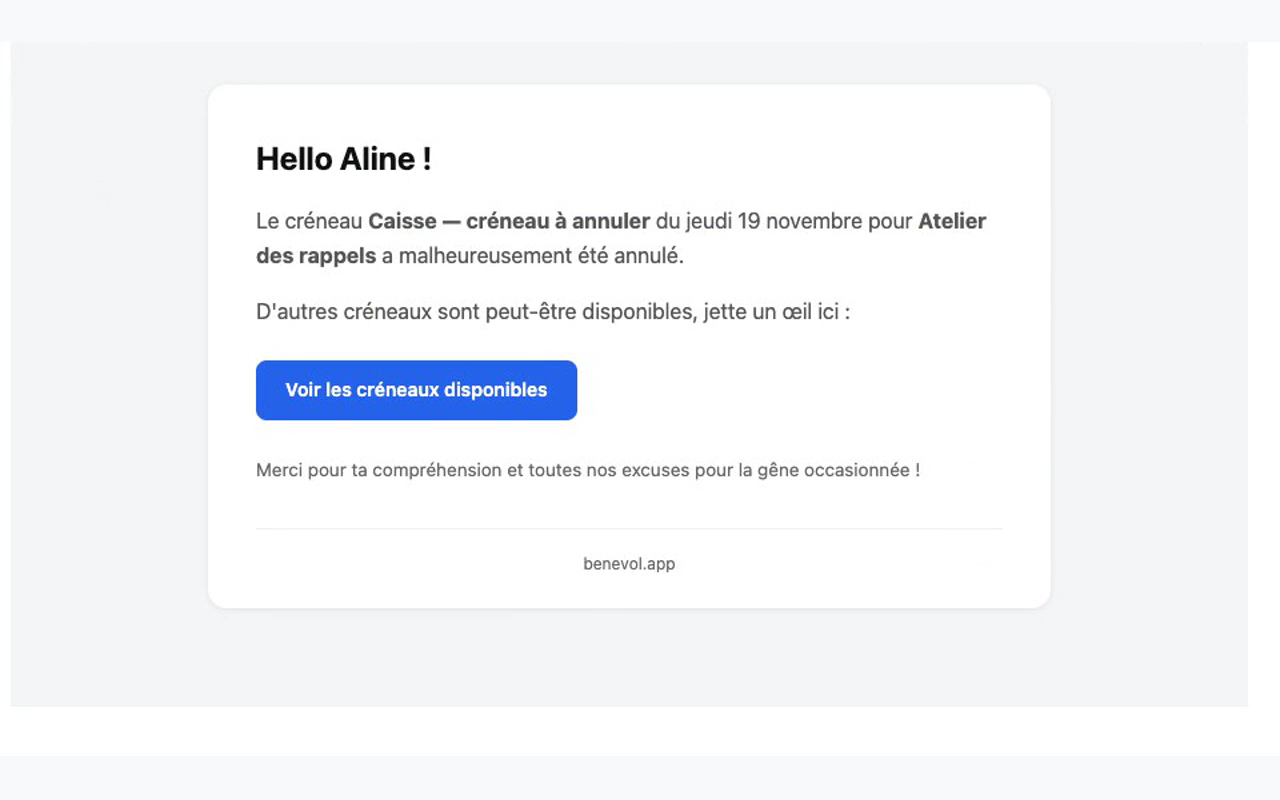 Hello Aline !
Le créneau Caisse — créneau à annuler du jeudi 19 novembre pour Atelier
des rappels a malheureusement été annulé.
D'autres créneaux sont peut-être disponibles, jette un œil ici :
Voir les créneaux disponibles
Merci pour ta compréhension et toutes nos excuses pour la gêne occasionnée !
benevol.app